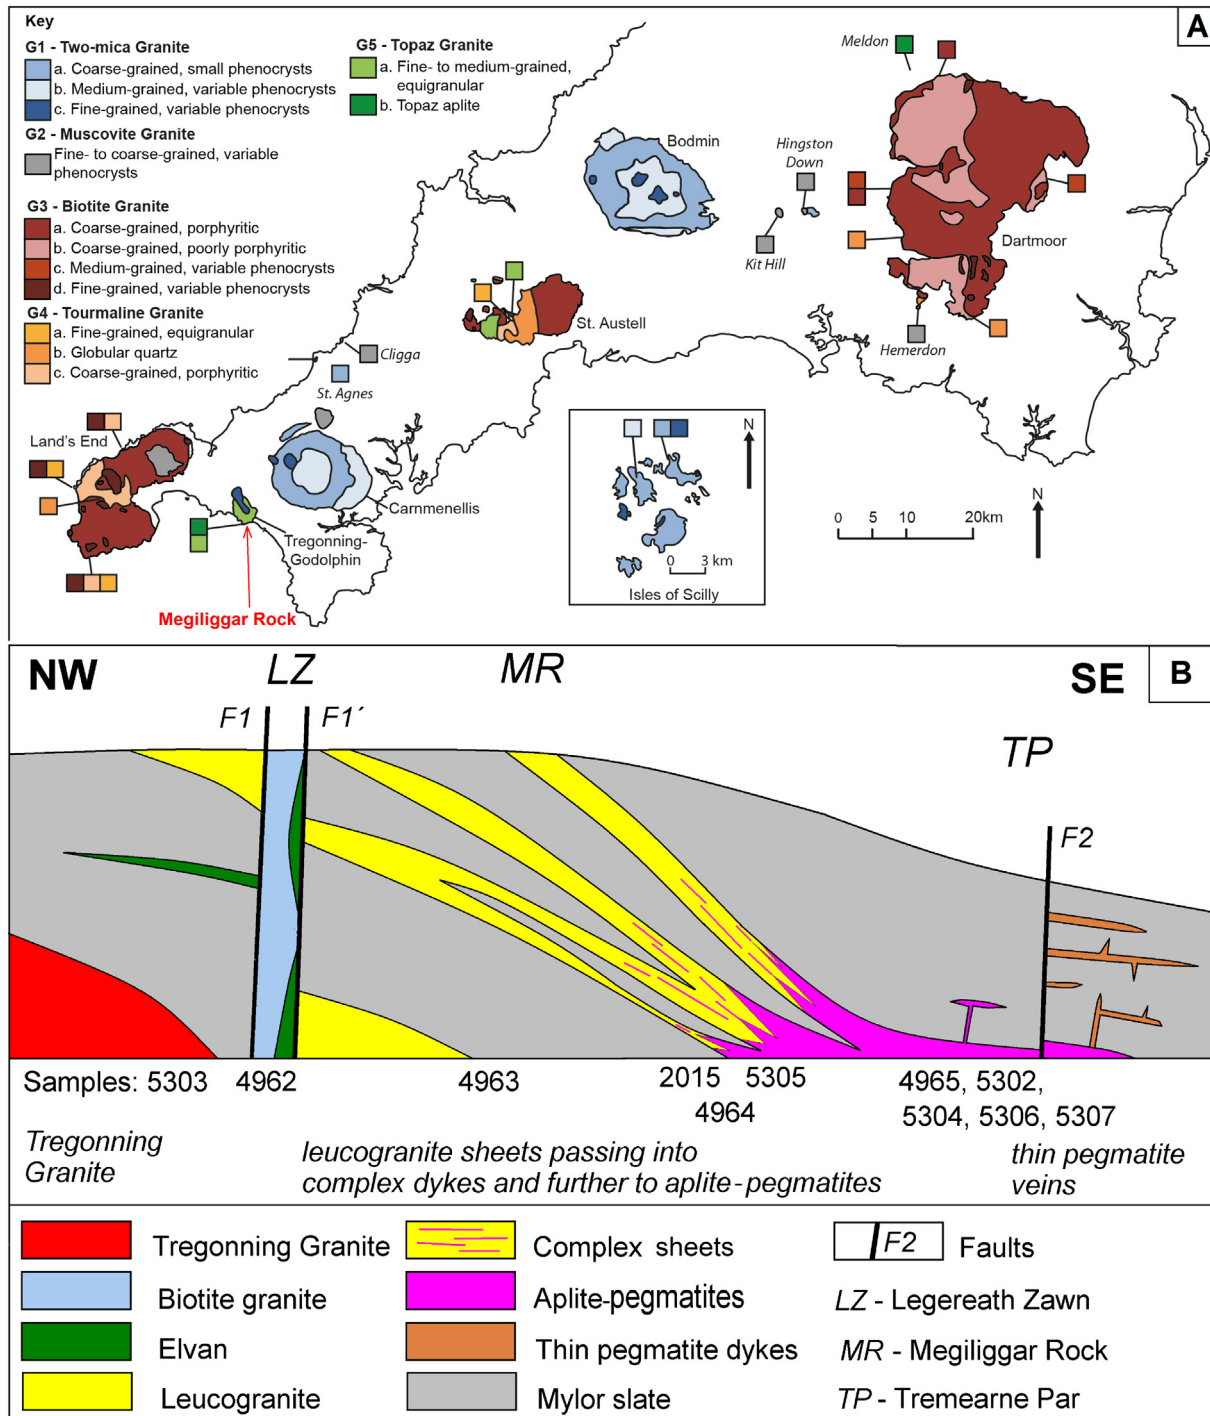 A
Key
G1 - Two-mica Granite
a. Coarse-grained, small phenocrysts
b. Medium-grained, variable phenocrysts
c. Fine-grained, variable phenocrysts
G2 - Muscovite Granite
Fine- to coarse-grained, variable
phenocrysts
G3 - Biotite Granite
a. Coarse-grained, porphyritic
b. Coarse-grained, poorly porphyritic
c. Medium-grained, variable phenocrysts
d. Fine-grained, variable phenocrysts
G4 - Tourmaline Granite
a. Fine-grained, equigranular
b. Globular quartz
c. Coarse-grained, porphyritic
G5 - Topaz Granite
a. Fine- to medium-grained,
equigranular
b. Topaz aplite
Meldon
Bodmin
Hingston
Down
Kit Hill
Dartmoor
Hemerdon
St. Austell
Cligga
St. Agnes
Land's End
Carnmenellis
Tregonning-
Godolphin
Megiliggar Rock
N
0 3 km
Isles of Scilly
0 5 10 20km
N
B
NW
LZ
MR
SE
F1
F1´
TP
F2
Samples: 5303 4962 4963 2015 5305 4965, 5302,
4964 5304, 5306, 5307
Tregonning
Granite
leucogranite sheets passing into
complex dykes and further to aplite-pegmatites
thin pegmatite
veins
Tregonning Granite
Biotite granite
Elvan
Leucogranite
Complex sheets
Aplite-pegmatites
Thin pegmatite dykes
Mylor slate
F2 Faults
LZ - Legereath Zawn
MR - Megiliggar Rock
TP - Tremearne Par